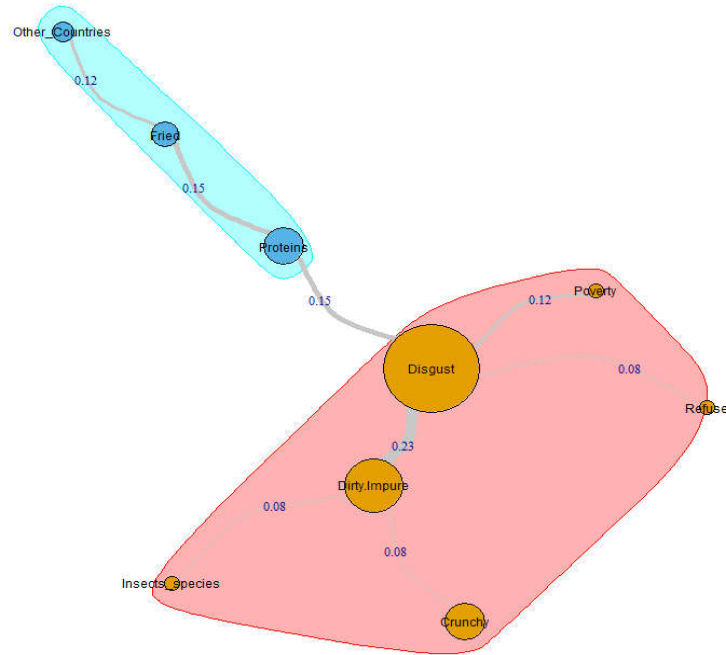 Other_Countries
0.12
Fried
0.15
Proteins
0.15
Poverty
0.12
Disgust
0.08
Refuse
0.23
Dirty.Impure
0.08
0.08
Insects_species
Crunchy